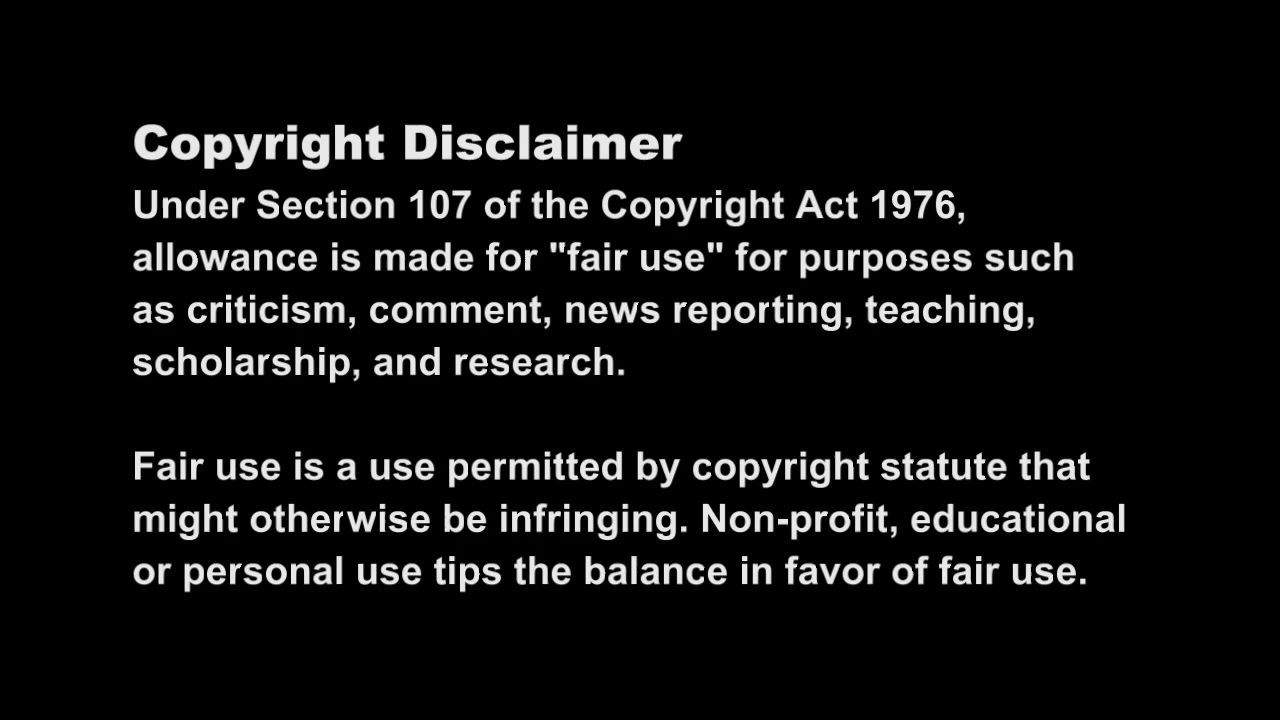 Copyright Disclaimer
Under Section 107 of the Copyright Act 1976,
allowance is made for "fair use" for purposes such
as criticism, comment, news reporting, teaching,
scholarship, and research.
Fair use is a use permitted by copyright statute that
might otherwise be infringing. Non-profit, educational
or personal use tips the balance in favor of fair use.